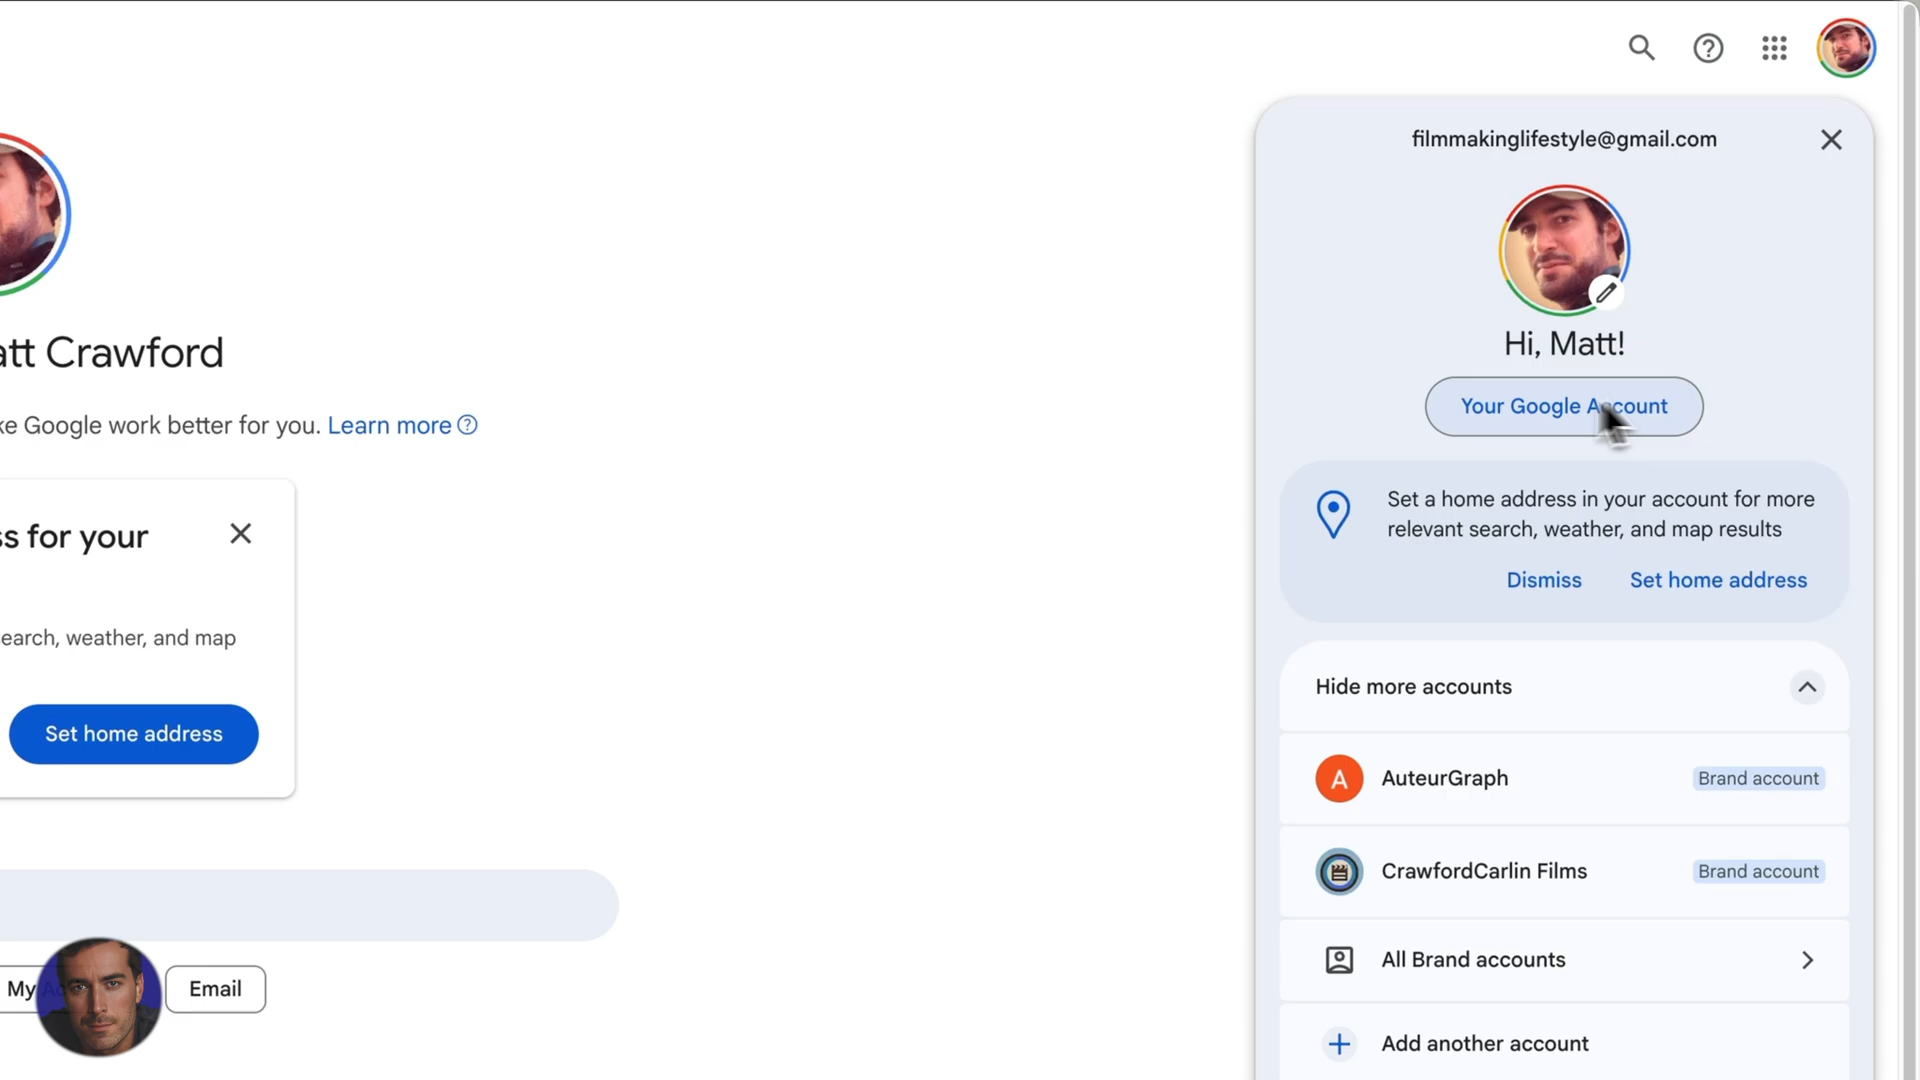 filmmakinglifestyle@gmail.com
Hi, Matt!
Your Google Account
Set a home address in your account for more
relevant search, weather, and map results
Dismiss
Set home address
Hide more accounts
A
AuteurGraph
Brand account
CrawfordCarlin Films
Brand account
All Brand accounts
Add another account
att Crawford
ke Google work better for you. Learn more
s for your
earch, weather, and map
Set home address
My
Email